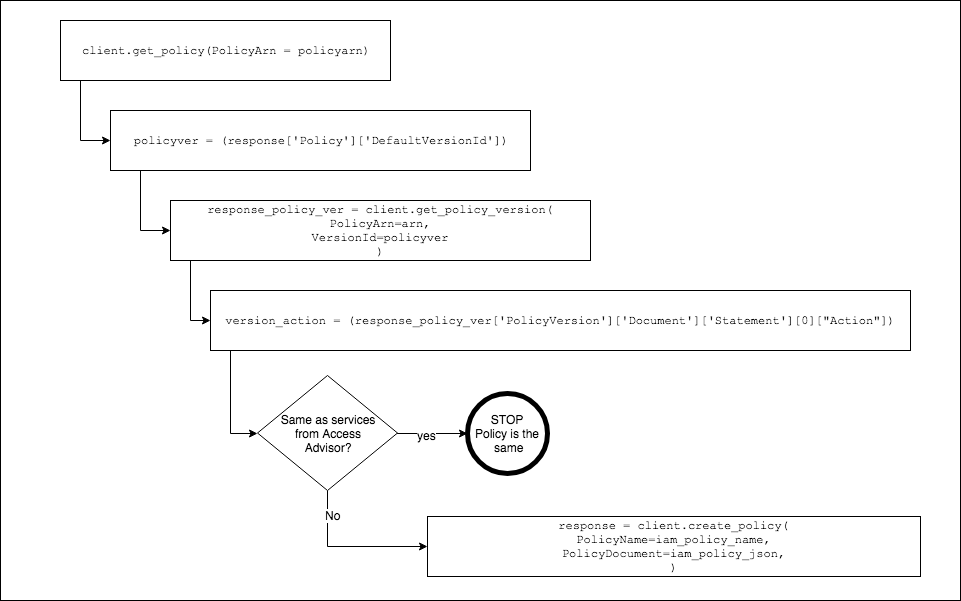 client.get_policy(PolicyArn = policyarn)
policyver = (response['Policy']['DefaultVersionId'])
response_policy_ver = client.get_policy_version(
PolicyArn=arn,
VersionId=policyver
)
version_action = (response_policy_ver['PolicyVersion']['Document']['Statement'][0]["Action"])
Same as services
from Access
Advisor?
yes
STOP
Policy is the
same
No
response = client.create_policy(
PolicyName=iam_policy_name,
PolicyDocument=iam_policy_json,
)